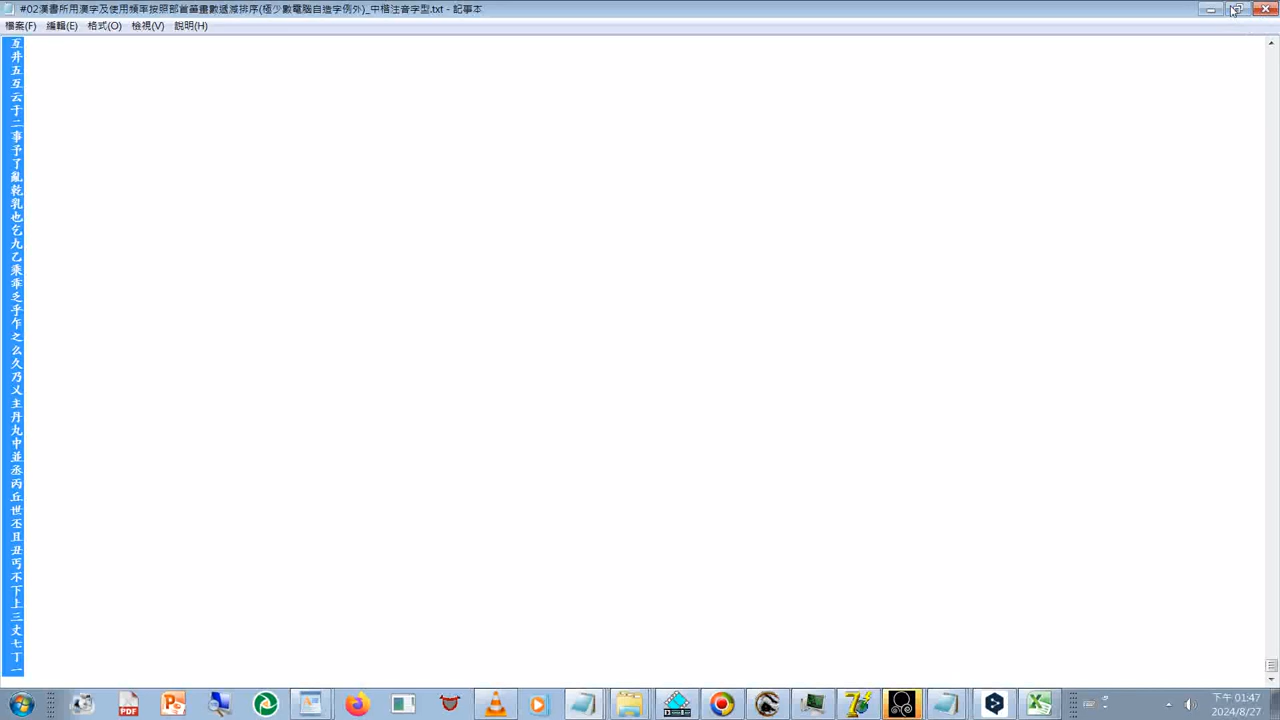 #02漢書所用漢字及使用頻率按照部首筆畫數遞減排序(極少數電腦自造字例外)_中楷注音字型.txt - 記事本
檔案(F) 編輯(E) 格式(O) 檢視(V) 說明(H)
亙
井
五
互
云
于
二
事
予
了
亂
乾
乳
也
乞
九
乙
乘
乖
乏
乎
乍
之
么
久
乃
乂
主
丹
丸
中
並
丞
丙
丘
世
丕
且
丑
丐
不
下
上
三
丈
七
丁
一
PDF
下午 01:47
2024/8/27